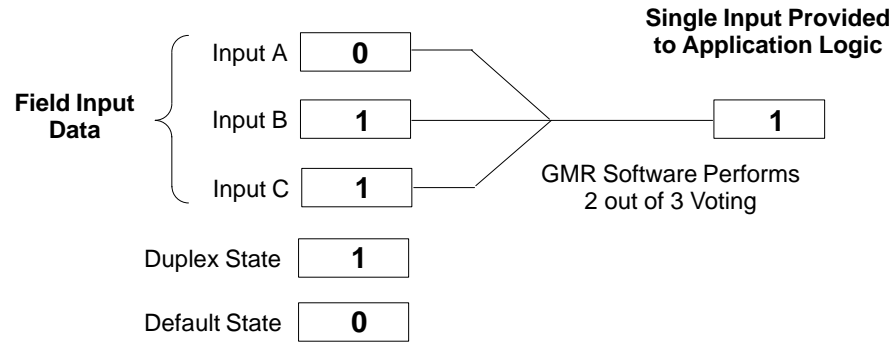 Single Input Provided
to Application Logic
Field Input
Data
Input A
0
Input B
1
Input C
1
1
GMR Software Performs
2 out of 3 Voting
Duplex State
1
Default State
0